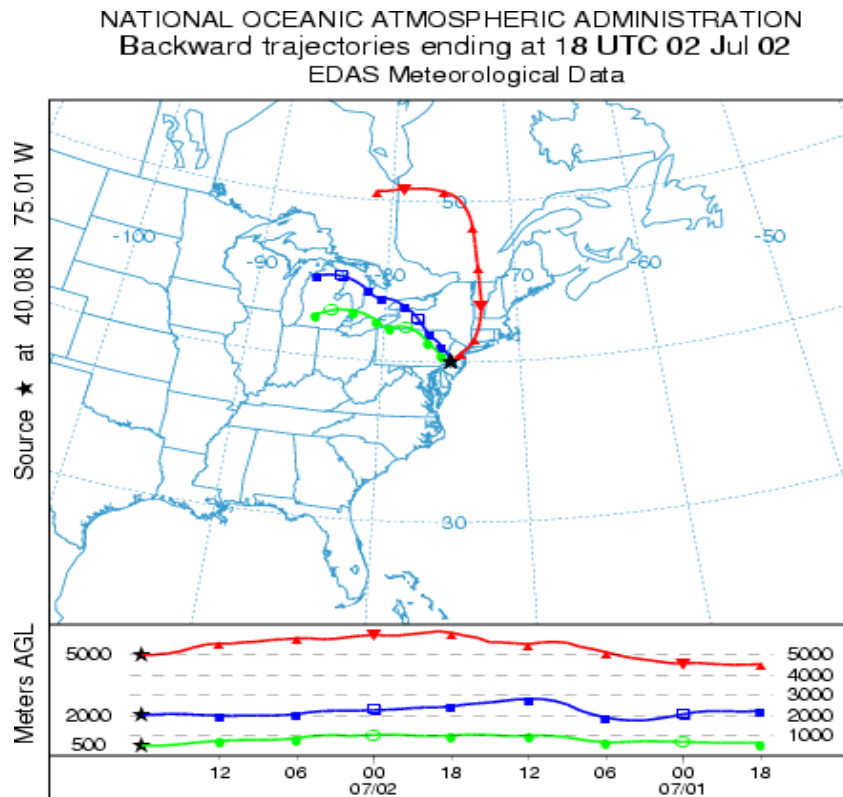 NATIONAL OCEANIC ATMOSPHERIC ADMINISTRATION
Backward trajectories ending at 18 UTC 02 Jul 02
EDAS Meteorological Data
Source ★ at 40.08 N 75.01 W
50
-100
-90
-80
-70
-60
-50
30
Meters AGL
5000 5000
4000
3000
2000 2000
1000
500
12 06 00 18 12 06 00 18
07/02 07/01